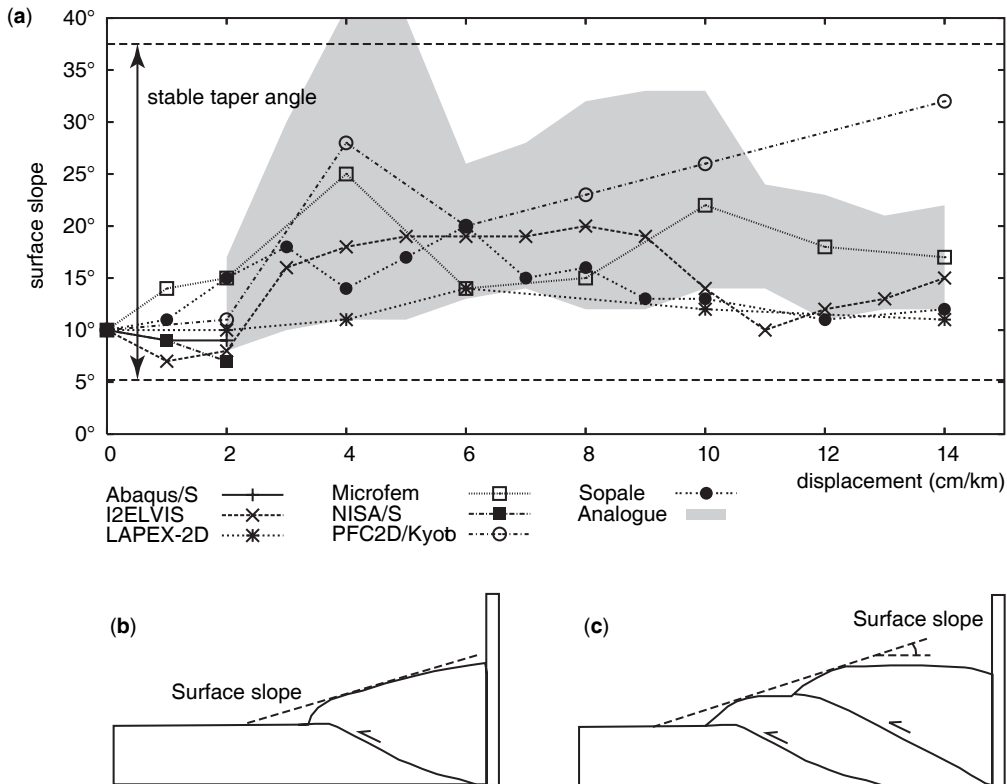 (a)
40°
35°
30°
25°
20°
15°
10°
5°
0°
surface slope
stable taper angle
0 2 4 6 8 10 12 14
displacement (cm/km)
Abaqus/S
I2ELVIS
LAPEX-2D
Microfem
NISA/S
PFC2D/Kyoto
Sopale
Analogue
(b)
Surface slope
(c)
Surface slope